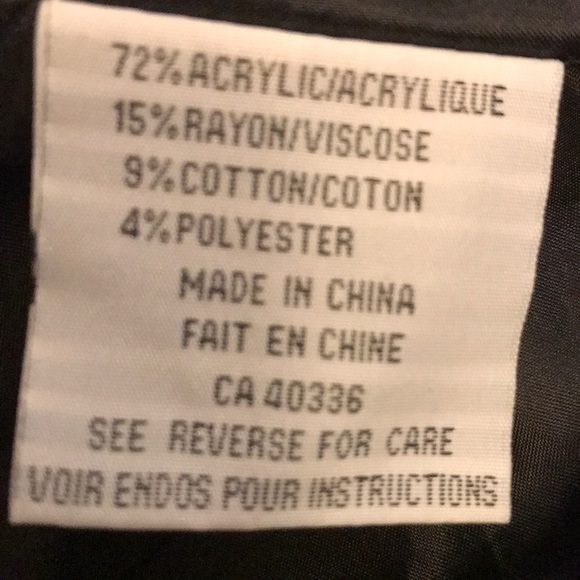 72% ACRYLIC/ACRYLIQUE
15% RAYON/VISCOSE
9% COTTON/COTON
4% POLYESTER
MADE IN CHINA
FAIT EN CHINE
CA 40336
SEE REVERSE FOR CARE
VOIR ENDOS POUR INSTRUCTIONS